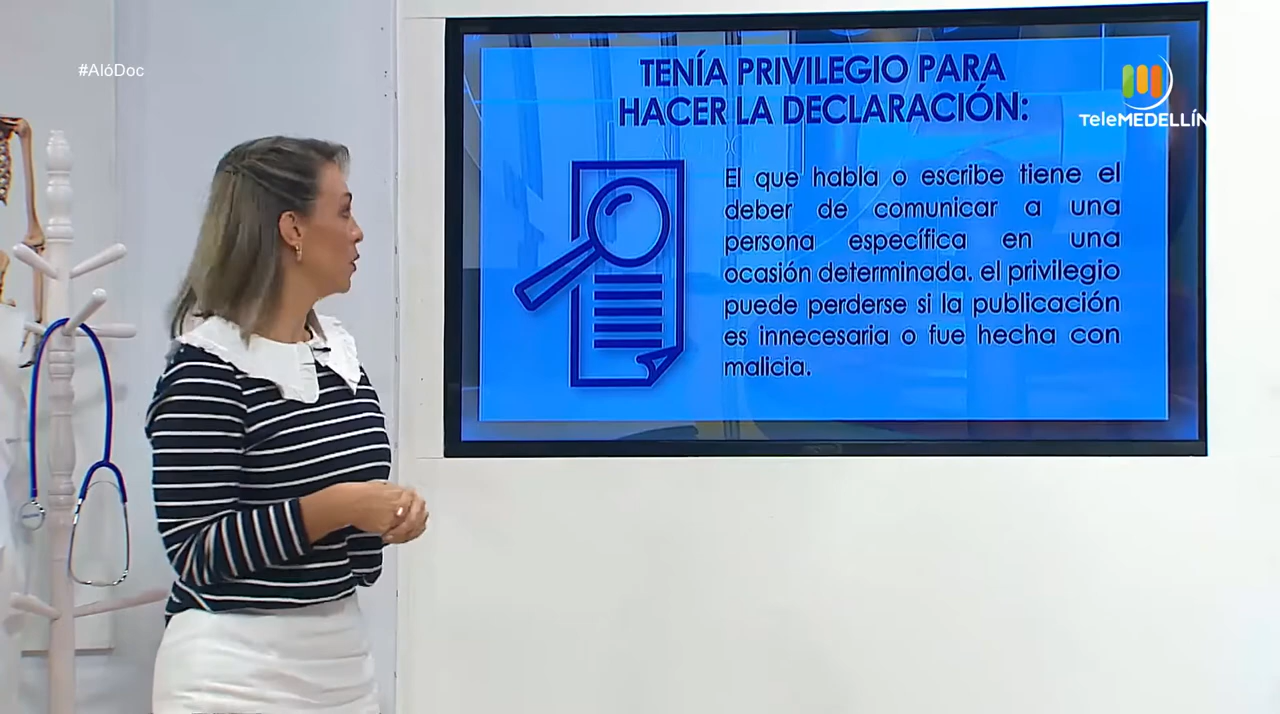 #AlóDoc
TeleMEDELLÍN
TENÍA PRIVILEGIO PARA
HACER LA DECLARACIÓN:
El que habla o escribe tiene el
deber de comunicar a una
persona específica en una
ocasión determinada. el privilegio
puede perderse si la publicación
es innecesaria o fue hecha con
malicia.